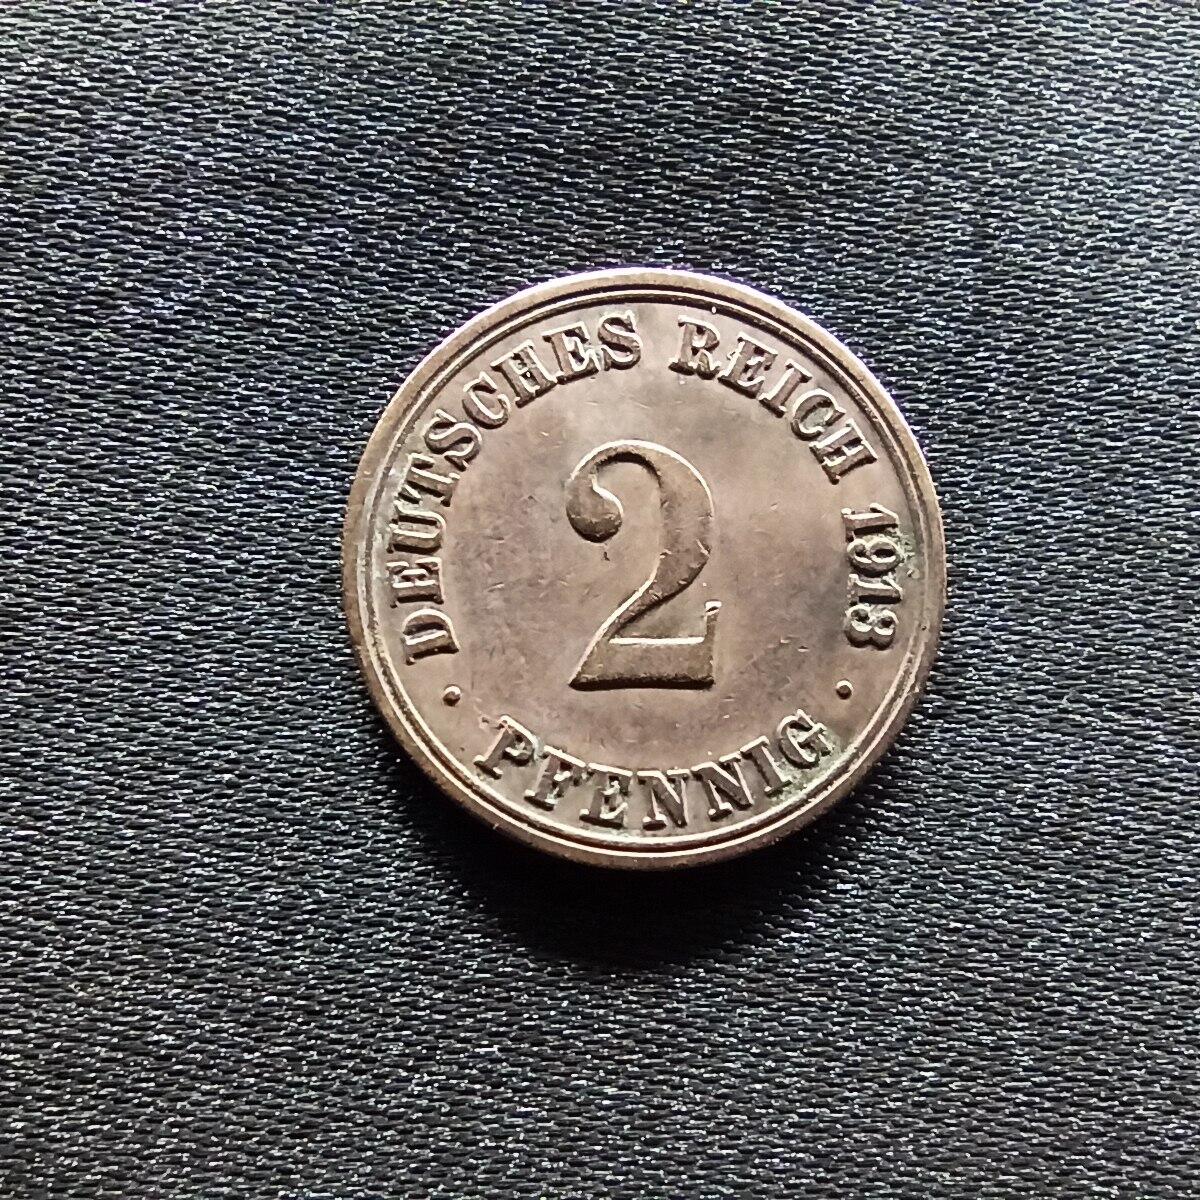 DEUTSCHES REICH 1913
2
PFENNIG